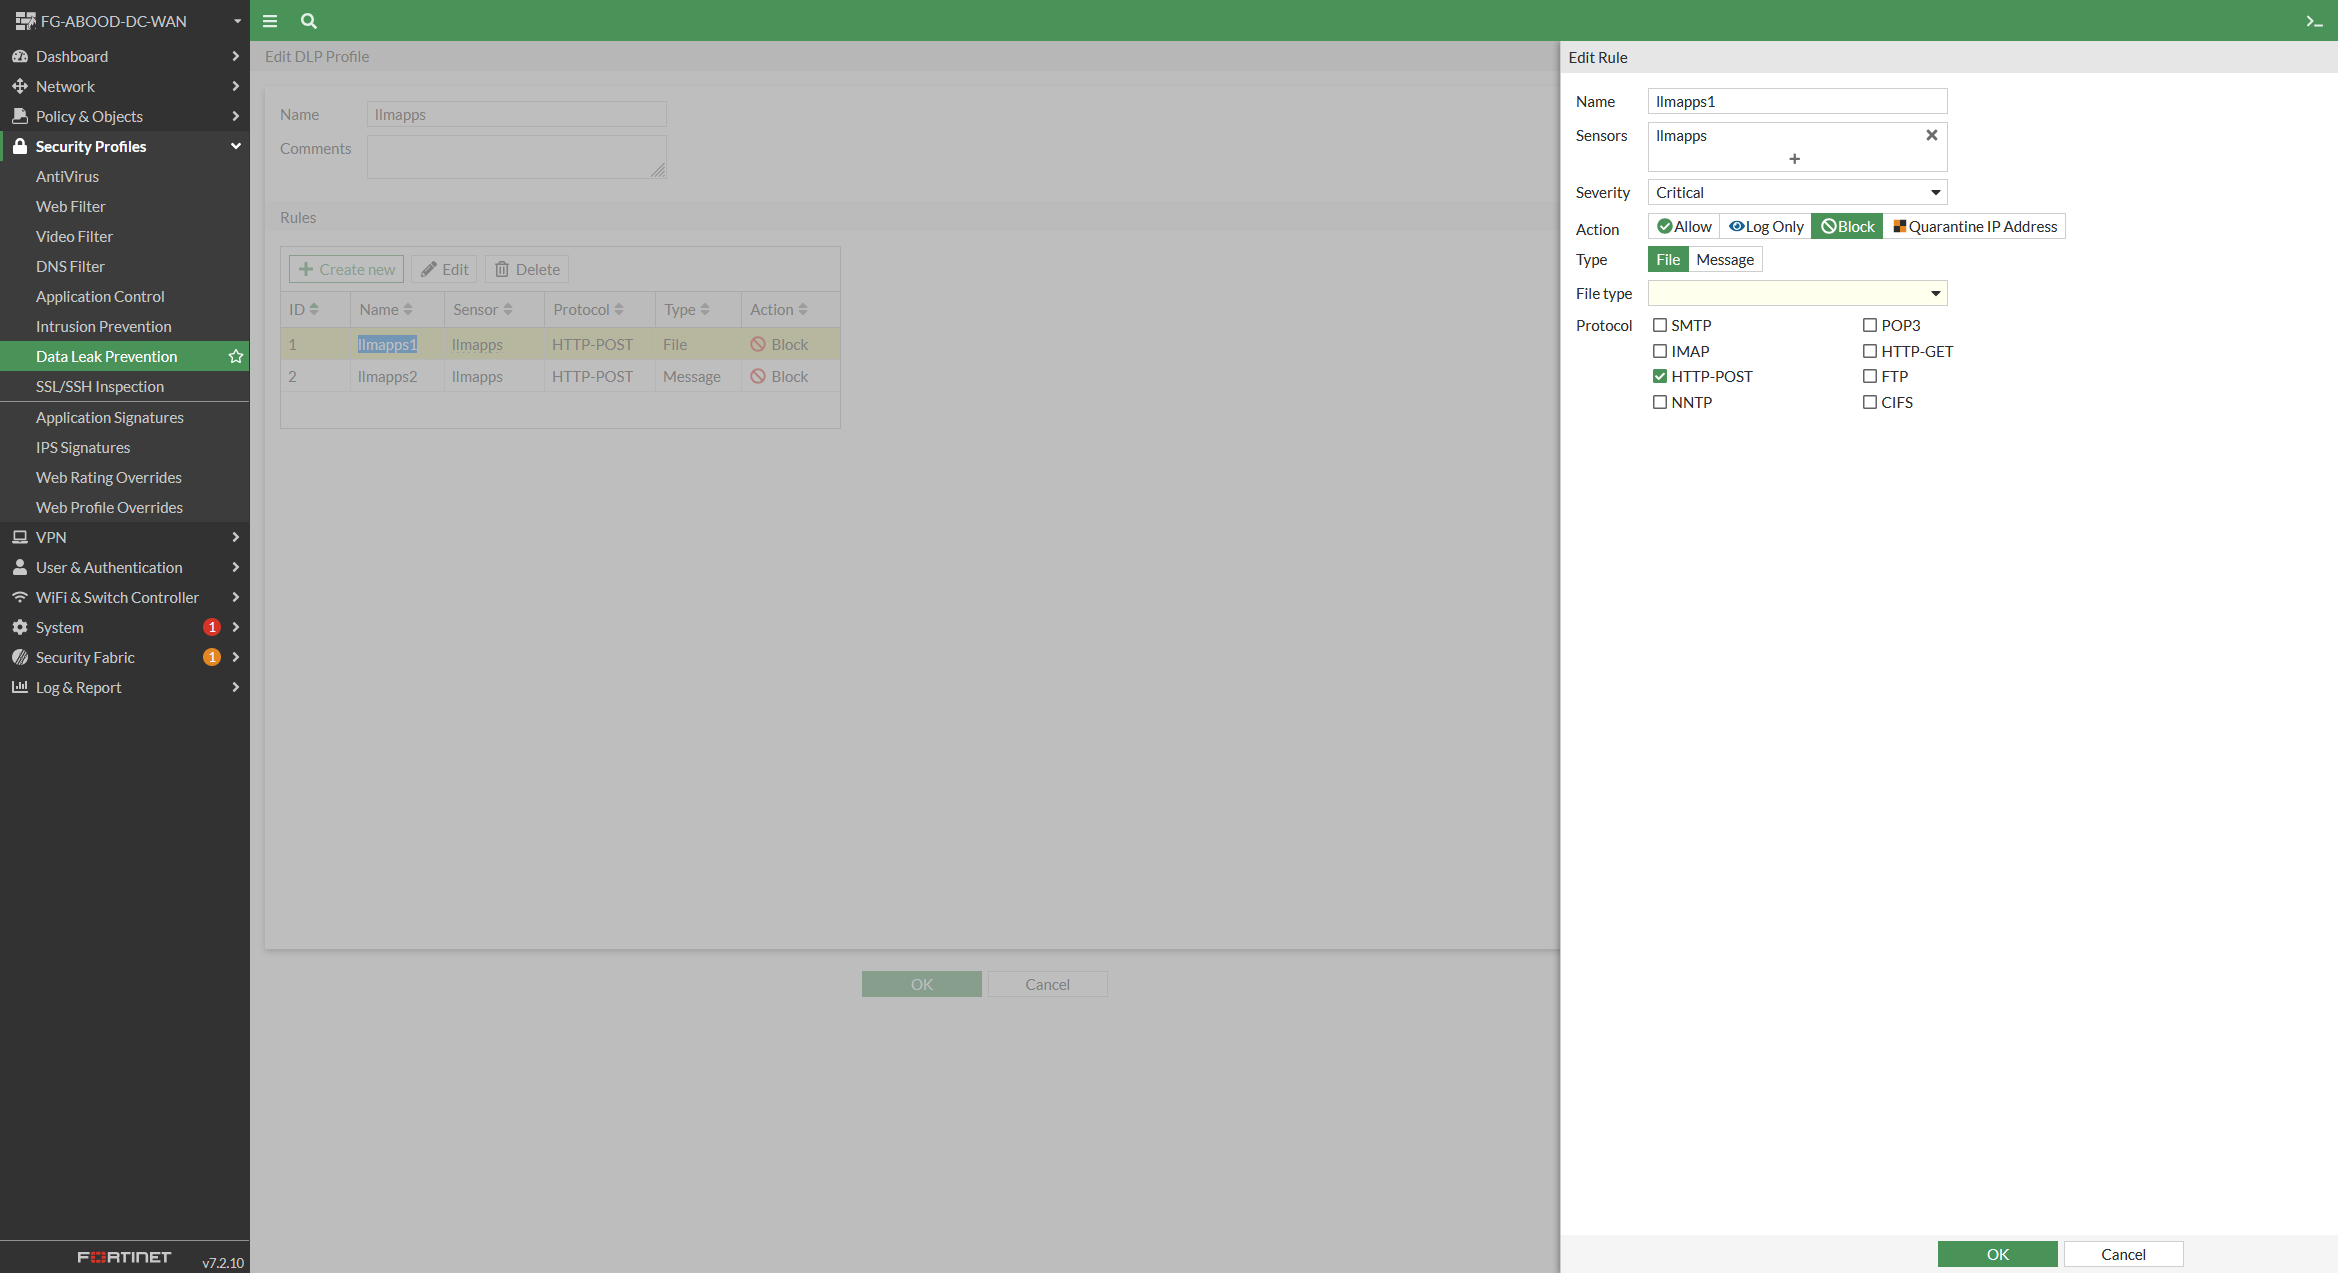 FG-ABOOD-DC-WAN
Dashboard
Network
Policy & Objects
Security Profiles
AntiVirus
Web Filter
Video Filter
DNS Filter
Application Control
Intrusion Prevention
Data Leak Prevention
SSL/SSH Inspection
Application Signatures
IPS Signatures
Web Rating Overrides
Web Profile Overrides
VPN
User & Authentication
WiFi & Switch Controller
System 1
Security Fabric 1
Log & Report
FORTINET v7.2.10
Edit DLP Profile
Name llmapps
Comments
Rules
Create new Edit Delete
ID Name Sensor Protocol Type Action
1 llmapps1 llmapps HTTP-POST File Block
2 llmapps2 llmapps HTTP-POST Message Block
OK Cancel
Edit Rule
Name llmapps1
Sensors llmapps
Severity Critical
Action Allow Log Only Block Quarantine IP Address
Type File Message
File type
Protocol SMTP POP3
IMAP HTTP-GET
HTTP-POST FTP
NNTP CIFS
OK Cancel